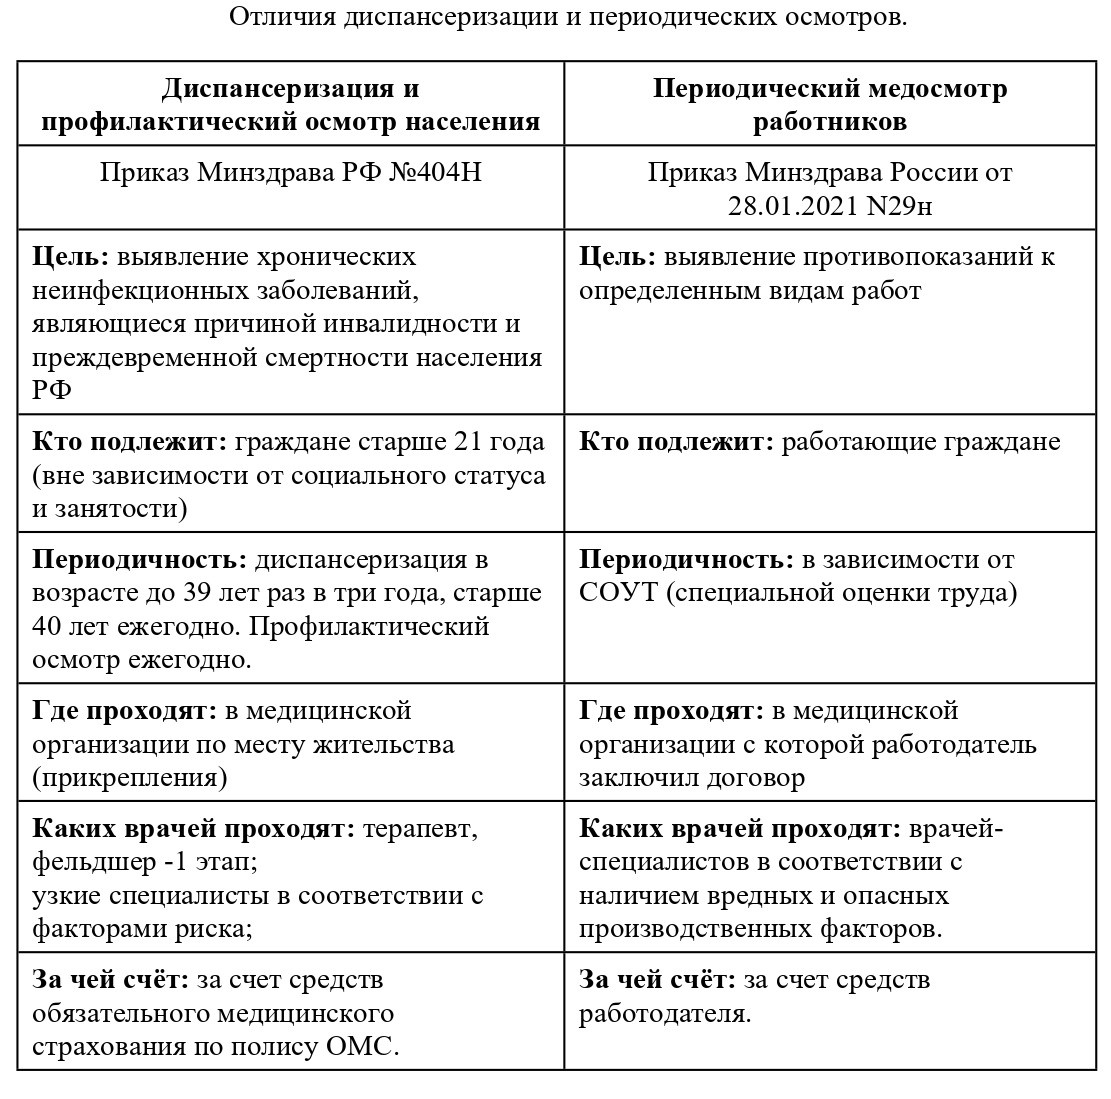 Отличия диспансеризации и периодических осмотров.
Диспансеризация и
профилактический осмотр населения
Периодический медосмотр
работников
Приказ Минздрава РФ №404Н
Приказ Минздрава России от
28.01.2021 N29н
Цель: выявление хронических
неинфекционных заболеваний,
являющиеся причиной инвалидности и
преждевременной смертности населения
РФ
Цель: выявление противопоказаний к
определенным видам работ
Кто подлежит: граждане старше 21 года
(вне зависимости от социального статуса
и занятости)
Кто подлежит: работающие граждане
Периодичность: диспансеризация в
возрасте до 39 лет раз в три года, старше
40 лет ежегодно. Профилактический
осмотр ежегодно.
Периодичность: в зависимости от
СОУТ (специальной оценки труда)
Где проходят: в медицинской
организации по месту жительства
(прикрепления)
Где проходят: в медицинской
организации с которой работодатель
заключил договор
Каких врачей проходят: терапевт,
фельдшер -1 этап;
узкие специалисты в соответствии с
факторами риска;
Каких врачей проходят: врачей-
специалистов в соответствии с
наличием вредных и опасных
производственных факторов.
За чей счёт: за счет средств
обязательного медицинского
страхования по полису ОМС.
За чей счёт: за счет средств
работодателя.